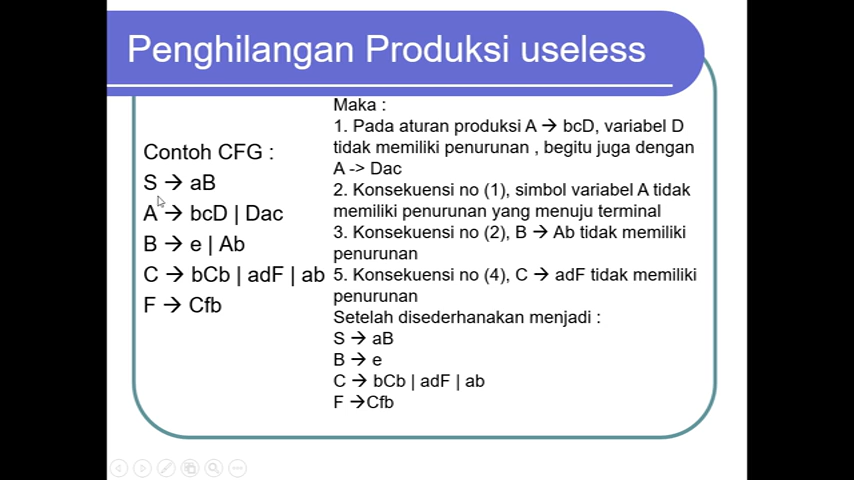 Penghilangan Produksi useless
Contoh CFG :
S → aB
A → bcD | Dac
B → e | Ab
C → bCb | adF | ab
F → Cfb
Maka :
1. Pada aturan produksi A → bcD, variabel D
tidak memiliki penurunan , begitu juga dengan
A -> Dac
2. Konsekuensi no (1), simbol variabel A tidak
memiliki penurunan yang menuju terminal
3. Konsekuensi no (2), B → Ab tidak memiliki
penurunan
5. Konsekuensi no (4), C → adF tidak memiliki
penurunan
Setelah disederhanakan menjadi :
S → aB
B → e
C → bCb | adF | ab
F →Cfb